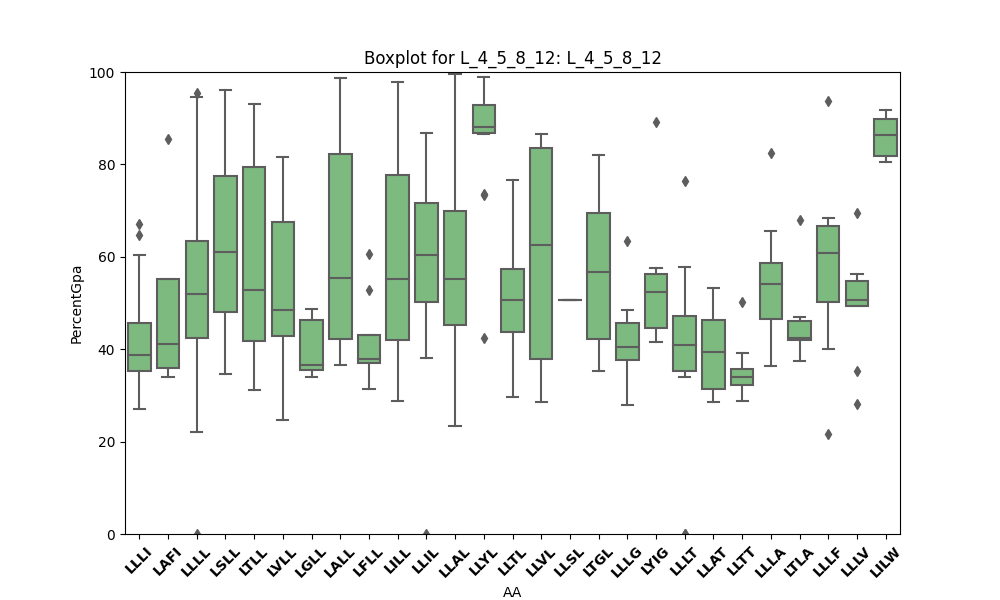 Boxplot for L_4_5_8_12: L_4_5_8_12
PercentGpa
100
80
60
40
20
0
LLLI LAFI LLLL LSLL LTLL LVLL LGLL LALL LFLL LILL LLIL LLAL LLYL LLTL LLVL LLSL LTGL LLLG LYIG LLLT LLAT LLTT LLLA LTLA LLLF LLLV LILW
AA